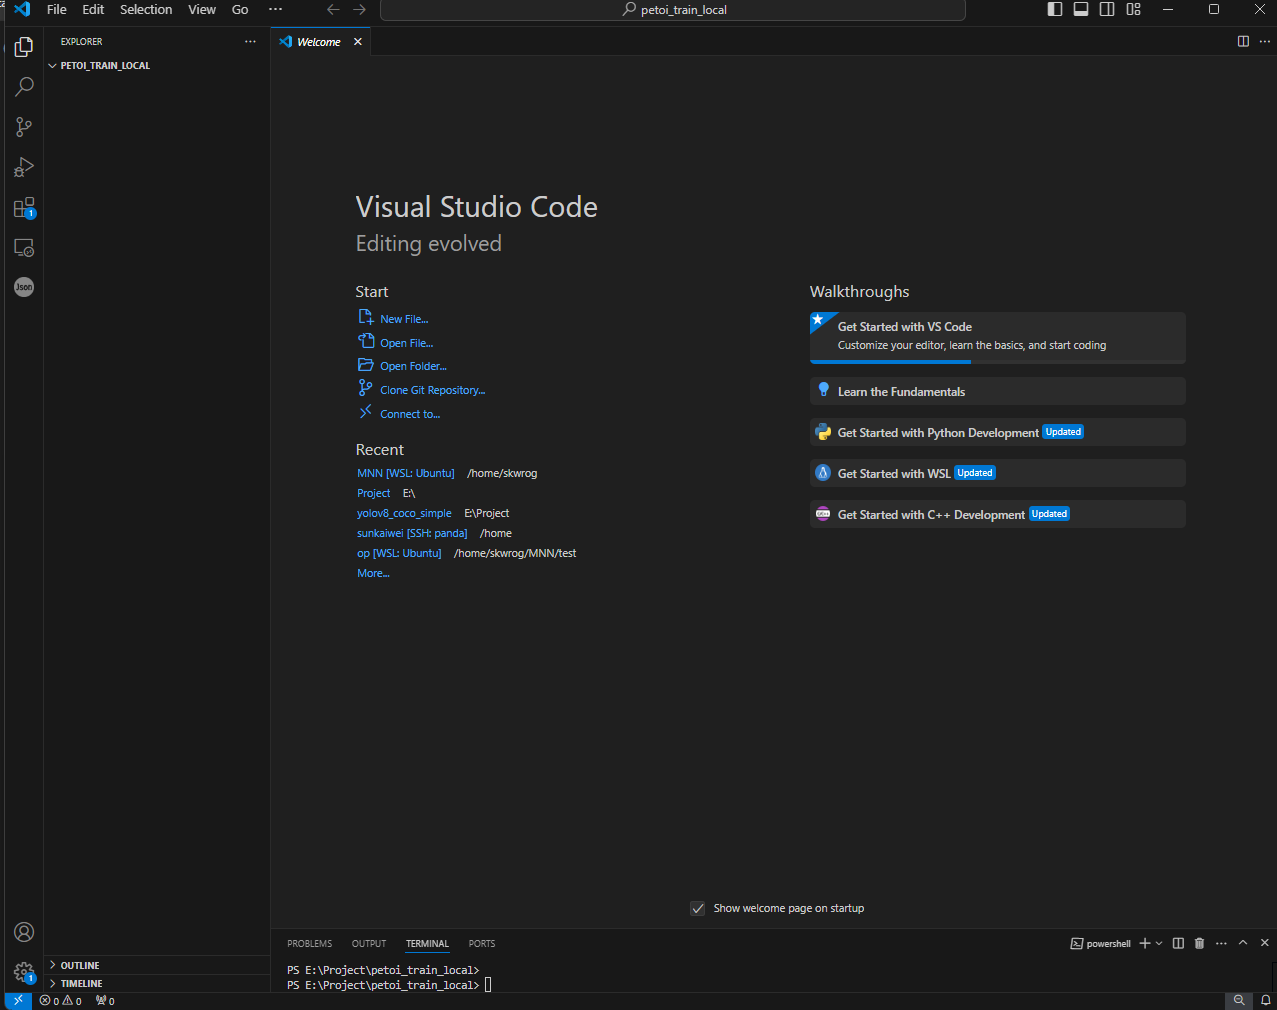 File Edit Selection View Go ···
petoi_train_local
EXPLORER
PETOI_TRAIN_LOCAL
Welcome
Visual Studio Code
Editing evolved
Start
New File...
Open File...
Open Folder...
Clone Git Repository...
Connect to...
Recent
MNN [WSL: Ubuntu] /home/skwrog
Project E:\
yolov8_coco_simple E:\Project
sunkaiwei [SSH: panda] /home
op [WSL: Ubuntu] /home/skwrog/MNN/test
More...
Walkthroughs
Get Started with VS Code
Customize your editor, learn the basics, and start coding
Learn the Fundamentals
Get Started with Python Development Updated
Get Started with WSL Updated
Get Started with C++ Development Updated
1
Json
Show welcome page on startup
PROBLEMS OUTPUT TERMINAL PORTS
powershell
PS E:\Project\petoi_train_local>
PS E:\Project\petoi_train_local>
OUTLINE
TIMELINE
1
0 0 0